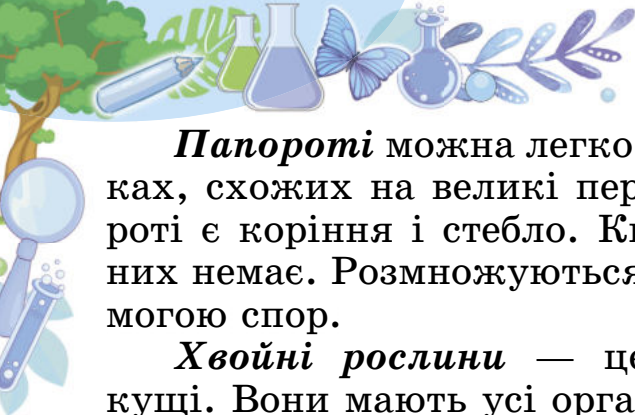 Папороті можна легко
ках, схожих на великі пер
роті є коріння і стебло. К
них немає. Розмножуються
могою спор.
Хвойні рослини — це
кущі. Вони мають усі орга